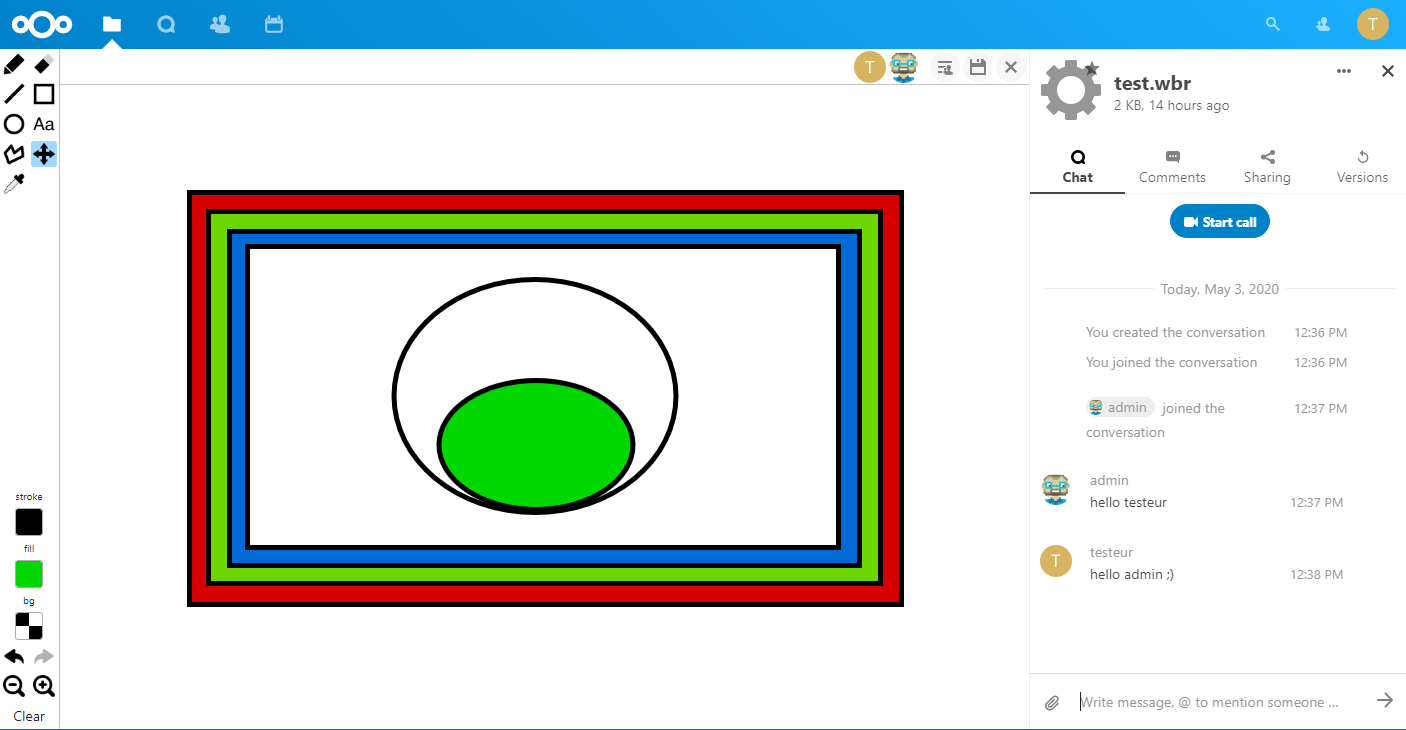 T
Aa
stroke
fill
bg
Clear
T
test.wbr
2 KB, 14 hours ago
Chat
Comments
Sharing
Versions
Start call
Today, May 3, 2020
You created the conversation 12:36 PM
You joined the conversation 12:36 PM
admin joined the 12:37 PM
conversation
admin
hello testeur 12:37 PM
T
testeur
hello admin ;) 12:38 PM
Write message, @ to mention someone ...